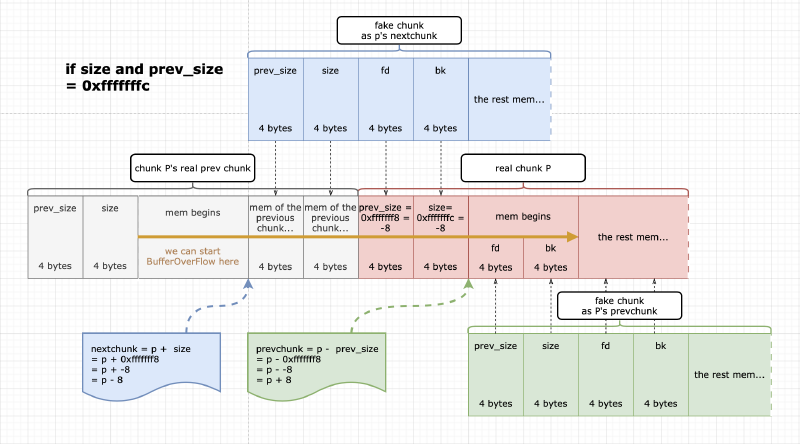 fake chunk
as p's nextchunk
if size and prev_size
= 0xfffffffc
prev_size
size
fd
bk
the rest mem...
4 bytes
4 bytes
4 bytes
4 bytes
chunk P's real prev chunk
real chunk P
prev_size
size
mem begins
mem of the
previous
chunk...
mem of the
previous
chunk...
prev_size =
0xfffffff8 =
-8
size=
0xfffffffc =
-8
mem begins
the rest mem...
we can start
BufferOverFlow here
fd
bk
4 bytes
4 bytes
4 bytes
4 bytes
4 bytes
4 bytes
4 bytes
4 bytes
fake chunk
as P's prevchunk
nextchunk = p +  size
= p + 0xfffffff8
= p + -8
= p - 8
prevchunk = p -  prev_size
= p - 0xfffffff8
= p - -8
= p + 8
prev_size
size
fd
bk
the rest mem...
4 bytes
4 bytes
4 bytes
4 bytes